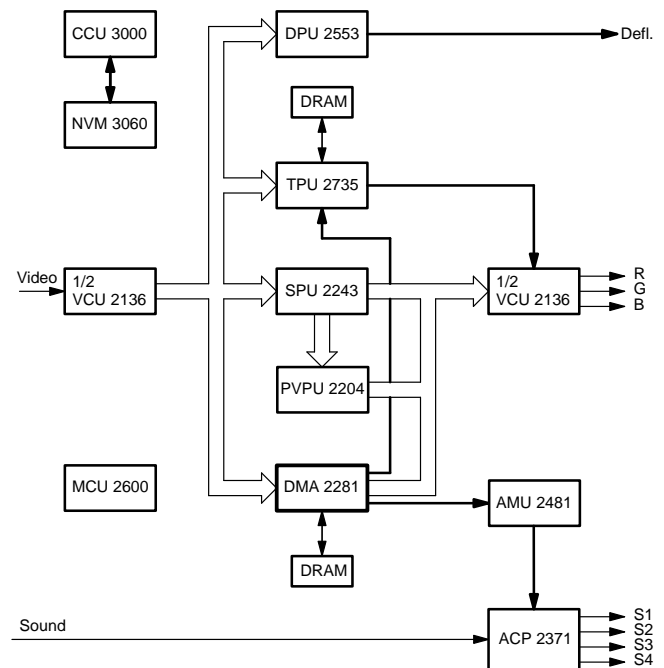 CCU 3000
DPU 2553
Defl.
DRAM
NVM 3060
TPU 2735
Video
1/2
VCU 2136
SPU 2243
1/2
VCU 2136
R
G
B
PVPU 2204
MCU 2600
DMA 2281
AMU 2481
DRAM
Sound
ACP 2371
S1
S2
S3
S4